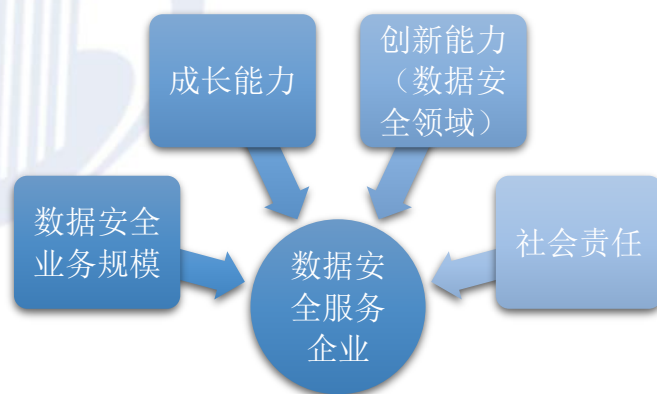 成长能力
创新能力
（数据安
全领域）
数据安全
业务规模
社会责任
数据安
全服务
企业